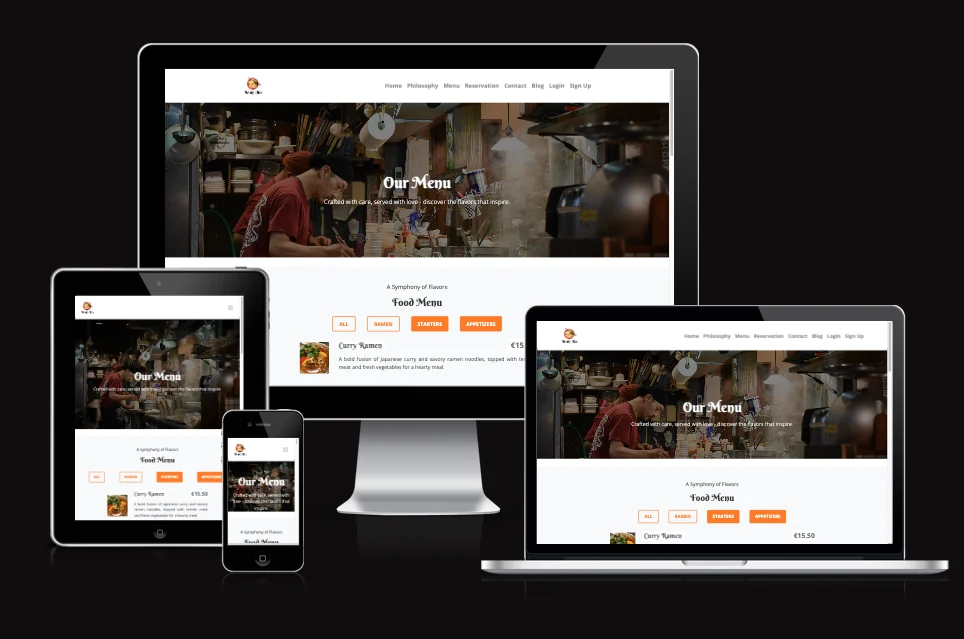 Home Philosophy Menu Reservation Contact Blog Login Sign Up
Our Menu
Crafted with care, served with love - discover the flavors that inspire.
A Symphony of Flavors
Food Menu
ALL RAMEN STARTERS APPETIZERS
Curry Ramen €15.
A bold fusion of Japanese curry and savory ramen noodles, topped with te
meat and fresh vegetables for a hearty meal.
Our Menu
Crafted with care, served with love - discover the flavors that inspire.
A Symphony of Flavors
Food Menu
ALL RAMEN STARTERS APPETIZERS
Curry Ramen €15.50
A bold fusion of Japanese curry and savory
ramen noodles, topped with tender meat
and fresh vegetables for a hearty meal.
Our Menu
Crafted with care, served with
love - discover the flavors that
inspire.
A Symphony of Flavors
Food Menu
Home Philosophy Menu Reservation Contact Blog Login Sign Up
Our Menu
Crafted with care, served with love - discover the flavors that inspire.
A Symphony of Flavors
Food Menu
ALL RAMEN STARTERS APPETIZERS
Curry Ramen €15.50